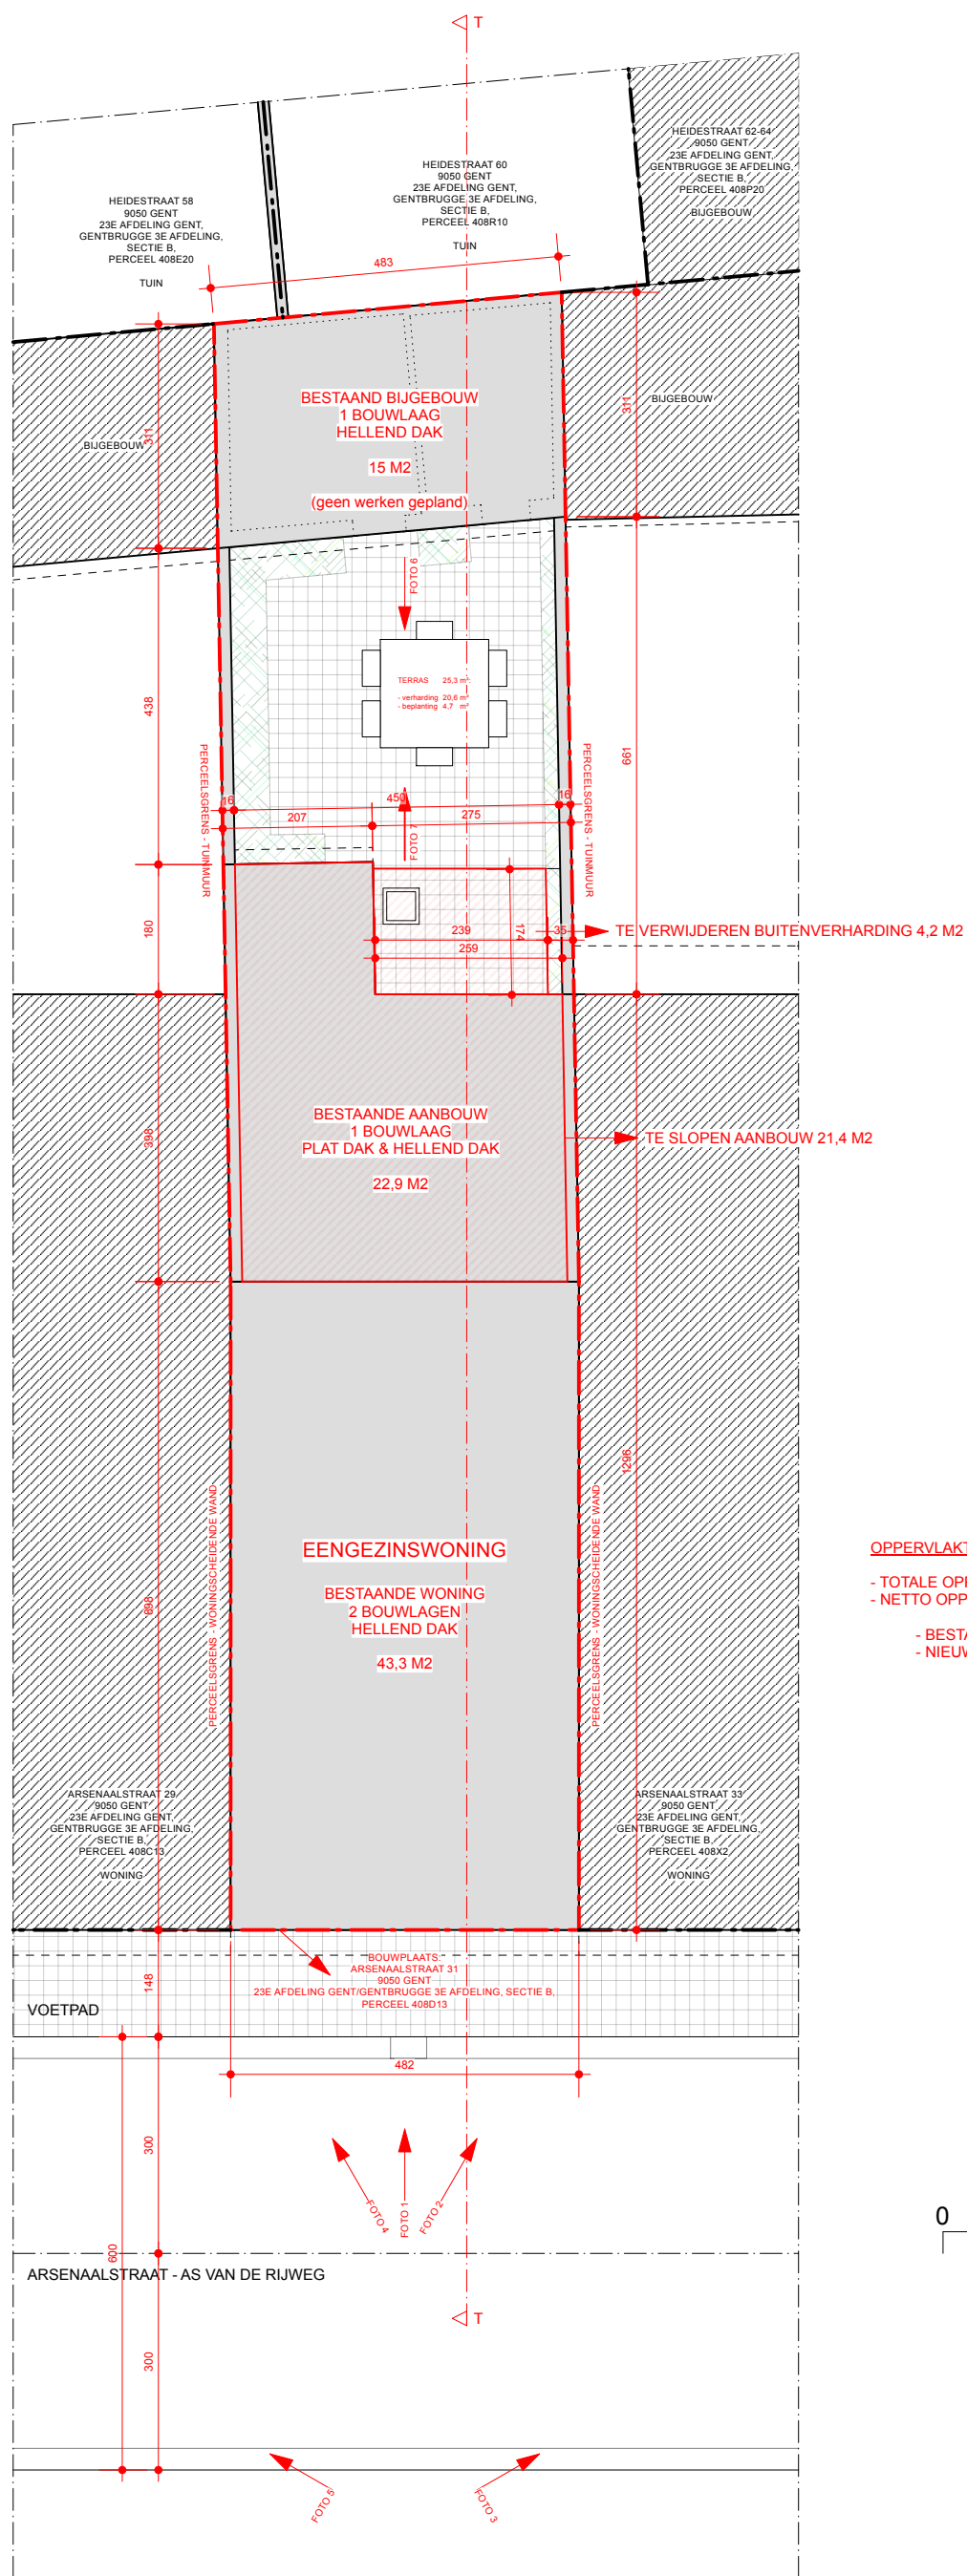 T
HEIDESTRAAT 62-64
9050 GENT
23E AFDELING GENT,
GENTBRUGGE 3E AFDELING,
SECTIE B,
PERCEEL 408P20
BIJGEBOUW
HEIDESTRAAT 60
9050 GENT
23E AFDELING GENT,
GENTBRUGGE 3E AFDELING,
SECTIE B,
PERCEEL 408R10
TUIN
HEIDESTRAAT 58
9050 GENT
23E AFDELING GENT,
GENTBRUGGE 3E AFDELING,
SECTIE B,
PERCEEL 408E20
TUIN
483
BESTAAND BIJGEBOUW
1 BOUWLAAG
HELLEND DAK
15 M2
(geen werken gepland)
BIJGEBOUW
311
311
BIJGEBOUW
FOTO 6
TERRAS 25,3 m²:
- verharding 20,6 m²
- beplanting 4,7 m²
438
661
PERCEELSGRENS - TUINMUUR
PERCEELSGRENS - TUINMUUR
16
450
16
207
275
FOTO 7
180
239
174
35
259
TE VERWIJDEREN BUITENVERHARDING 4,2 M2
BESTAANDE AANBOUW
1 BOUWLAAG
PLAT DAK & HELLEND DAK
22,9 M2
398
TE SLOPEN AANBOUW 21,4 M2
1296
EENGEZINSWONING
BESTAANDE WONING
2 BOUWLAGEN
HELLEND DAK
43,3 M2
898
PERCEELSGRENS - WONINGSCHEIDENDE WAND
PERCEELSGRENS - WONINGSCHEIDENDE WAND
OPPERVLAKT
- TOTALE OPP
- NETTO OPP
- BESTA
- NIEUW
ARSENAALSTRAAT 29
9050 GENT
23E AFDELING GENT,
GENTBRUGGE 3E AFDELING,
SECTIE B,
PERCEEL 408C13
WONING
ARSENAALSTRAAT 33
9050 GENT
23E AFDELING GENT,
GENTBRUGGE 3E AFDELING,
SECTIE B,
PERCEEL 408X2
WONING
BOUWPLAATS:
ARSENAALSTRAAT 31
9050 GENT
23E AFDELING GENT/GENTBRUGGE 3E AFDELING, SECTIE B,
PERCEEL 408D13
148
VOETPAD
482
300
FOTO 4
FOTO 1
FOTO 2
0
600
ARSENAALSTRAAT - AS VAN DE RIJWEG
T
300
FOTO 5
FOTO 3